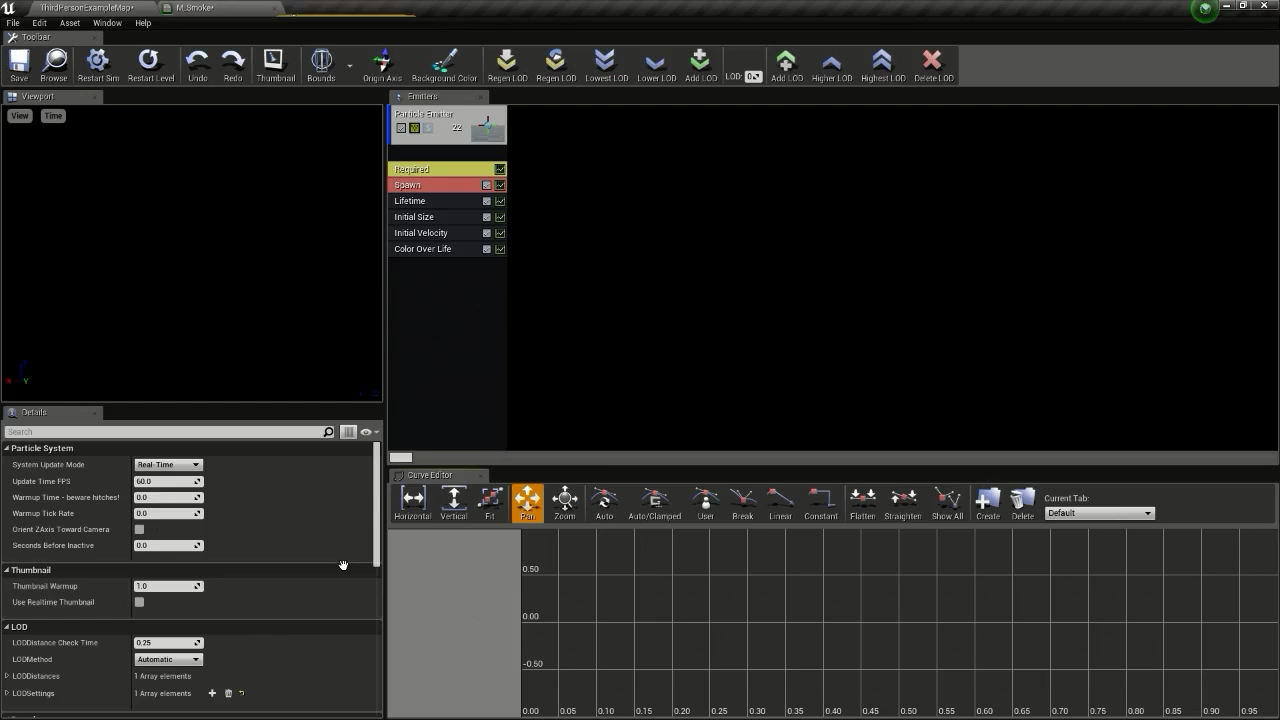 ThirdPersonExampleMap*
M.Smoke*
File Edit Asset Window Help
Toolbar
Save Browse Restart Sim Restart Level Undo Redo Thumbnail Bounds Origin Axis Background Color Regen LOD Regen LOD Lowest LOD Lower LOD Add LOD LOD: 0 Add LOD Higher LOD Highest LOD Delete LOD
Viewport
View Time
Emitters
Particle Emitter
22
Required
Spawn
Lifetime
Initial Size
Initial Velocity
Color Over Life
Details
Search
Particle System
System Update Mode Real-Time
Update Time FPS 60.0
Warmup Time - beware hitches! 0.0
Warmup Tick Rate 0.0
Orient ZAxis Toward Camera
Seconds Before Inactive 0.0
Thumbnail
Thumbnail Warmup 1.0
Use Realtime Thumbnail
LOD
LODDistance Check Time 0.25
LODMethod Automatic
LODDistances 1 Array elements
LODSettings 1 Array elements
Curve Editor
Horizontal Vertical Fit Pan Zoom Auto Auto/Clamped User Break Linear Constant Flatten Straighten Show All Create Delete
Current Tab:
Default
0.50
0.00
-0.50
0.00 0.05 0.10 0.15 0.20 0.25 0.30 0.35 0.40 0.45 0.50 0.55 0.60 0.65 0.70 0.75 0.80 0.85 0.90 0.95